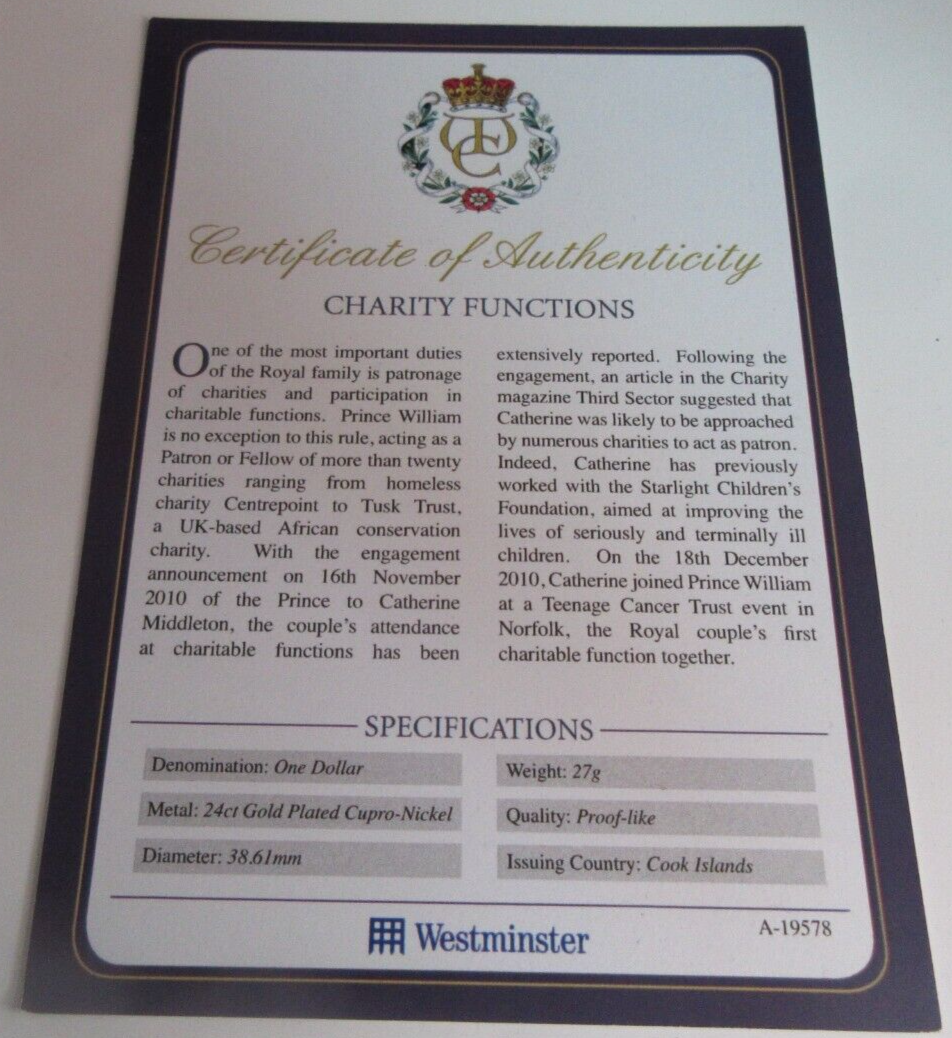 Certificate of Authenticity
CHARITY FUNCTIONS
One of the most important duties
of the Royal family is patronage
of charities and participation in
charitable functions. Prince William
is no exception to this rule, acting as a
Patron or Fellow of more than twenty
charities ranging from homeless
charity Centrepoint to Tusk Trust,
a UK-based African conservation
charity. With the engagement
announcement on 16th November
2010 of the Prince to Catherine
Middleton, the couple's attendance
at charitable functions has been
extensively reported. Following the
engagement, an article in the Charity
magazine Third Sector suggested that
Catherine was likely to be approached
by numerous charities to act as patron.
Indeed, Catherine has previously
worked with the Starlight Children's
Foundation, aimed at improving the
lives of seriously and terminally ill
children. On the 18th December
2010, Catherine joined Prince William
at a Teenage Cancer Trust event in
Norfolk, the Royal couple's first
charitable function together.
SPECIFICATIONS
Denomination: One Dollar
Metal: 24ct Gold Plated Cupro-Nickel
Diameter: 38.61mm
Weight: 27g
Quality: Proof-like
Issuing Country: Cook Islands
Westminster
A-19578